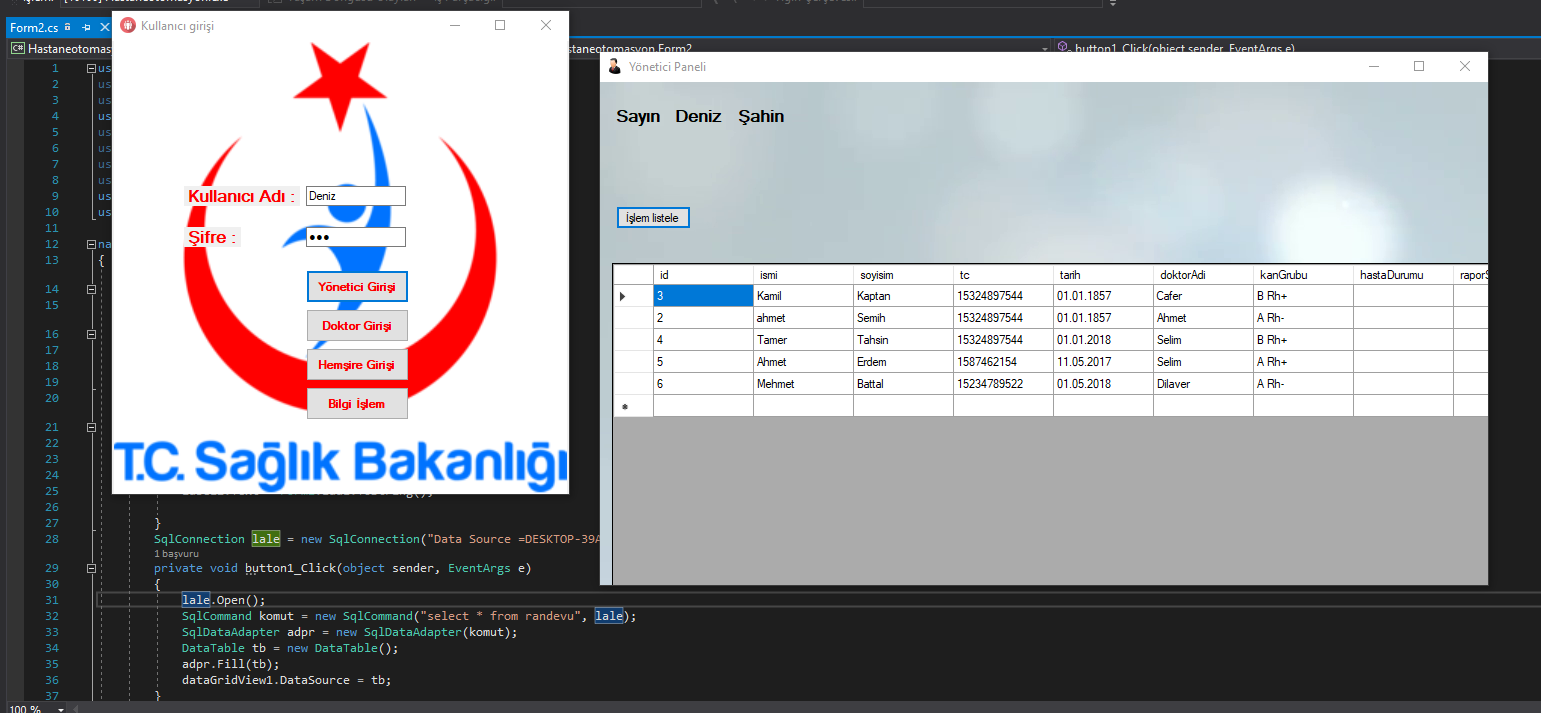 Form2.cs
Kullanıcı girişi
C# Hastaneotomas
staneotomasyon.Form2
button1_Click(object sender, EventArgs e)
Yönetici Paneli
Sayın Deniz Şahin
Kullanıcı Adı : Deniz
Şifre : ●●●
Yönetici Girişi
Doktor Girişi
Hemşire Girişi
Bilgi İşlem
T.C. Sağlık Bakanlığı
İşlem listele
id ismi soyisim tc tarih doktorAdi kanGrubu hastaDurumu rapor
3 Kamil Kaptan 15324897544 01.01.1857 Cafer B Rh+
2 ahmet Semih 15324897544 01.01.1857 Ahmet A Rh-
4 Tamer Tahsin 15324897544 01.01.2018 Selim B Rh+
5 Ahmet Erdem 1587462154 11.05.2017 Selim A Rh+
6 Mehmet Battal 15234789522 01.05.2018 Dilaver A Rh-
1 us
2 us
3 us
4 us
5 us
6 us
7 us
8 us
9 us
10 us
11
12 na
13 {
14
15
16
17
18
19
20
21
22
23
24
25
26
27 }
28 SqlConnection lale = new SqlConnection("Data Source =DESKTOP-39A
1 başvuru
29 private void button1_Click(object sender, EventArgs e)
30 {
31 lale.Open();
32 SqlCommand komut = new SqlCommand("select * from randevu", lale);
33 SqlDataAdapter adpr = new SqlDataAdapter(komut);
34 DataTable tb = new DataTable();
35 adpr.Fill(tb);
36 dataGridView1.DataSource = tb;
37 }
100 %